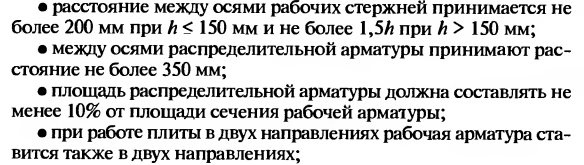 • расстояние между осями рабочих стержней принимается не
более 200 мм при h ≤ 150 мм и не более 1,5h при h > 150 мм;
• между осями распределительной арматуры принимают рас-
стояние не более 350 мм;
• площадь распределительной арматуры должна составлять не
менее 10% от площади сечения рабочей арматуры;
• при работе плиты в двух направлениях рабочая арматура ста-
вится также в двух направлениях;